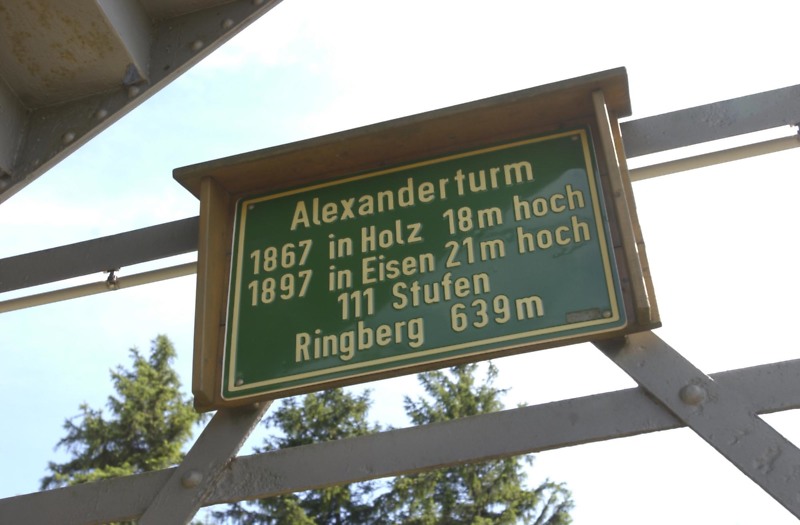 Alexanderturm
1867 in Holz 18m hoch
1897 in Eisen 21m hoch
111 Stufen
Ringberg 639m